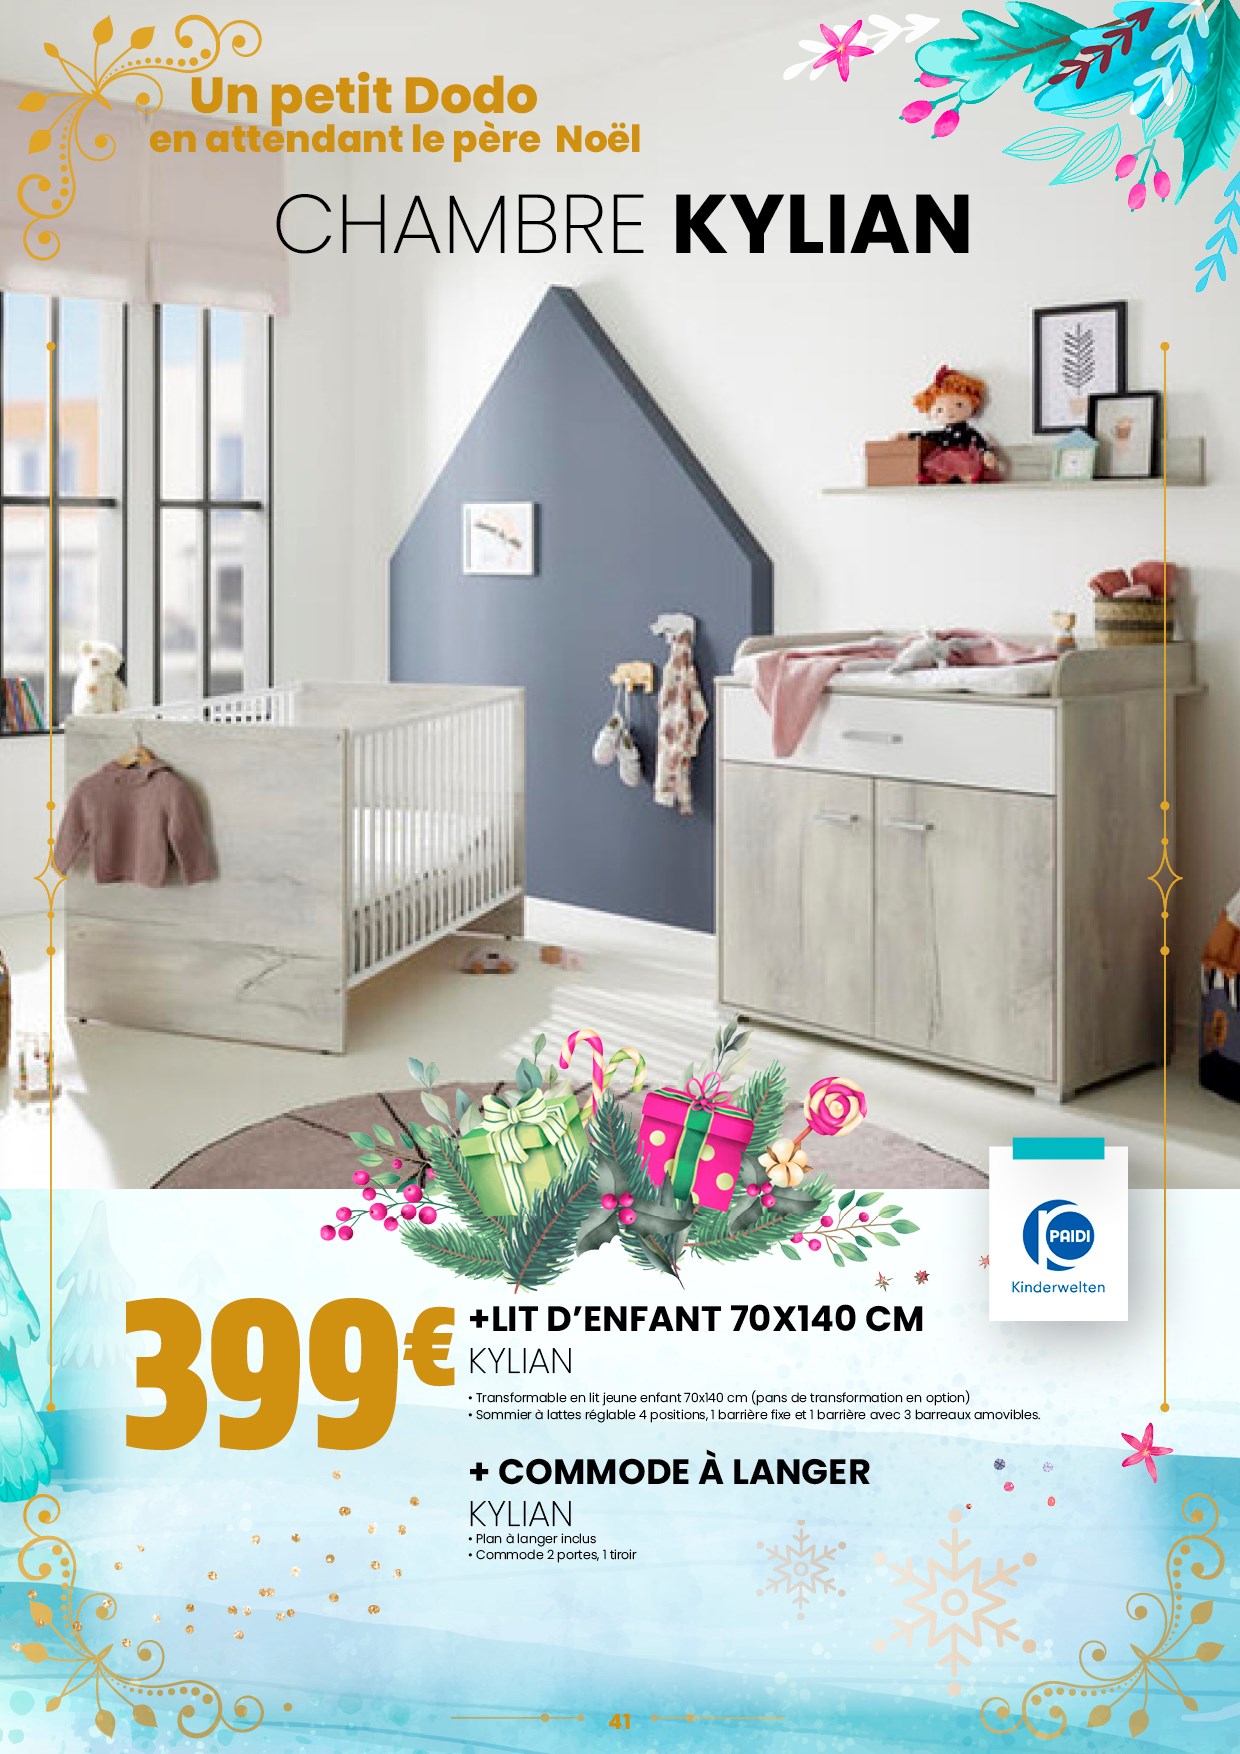 Un petit Dodo
en attendant le père Noël
CHAMBRE KYLIAN
PAIDI
Kinderwelten
399€
+LIT D’ENFANT 70X140 CM
KYLIAN
• Transformable en lit jeune enfant 70x140 cm (pans de transformation en option)
• Sommier à lattes réglable 4 positions, 1 barrière fixe et 1 barrière avec 3 barreaux amovibles.
+ COMMODE À LANGER
KYLIAN
• Plan à langer inclus
• Commode 2 portes, 1 tiroir
41